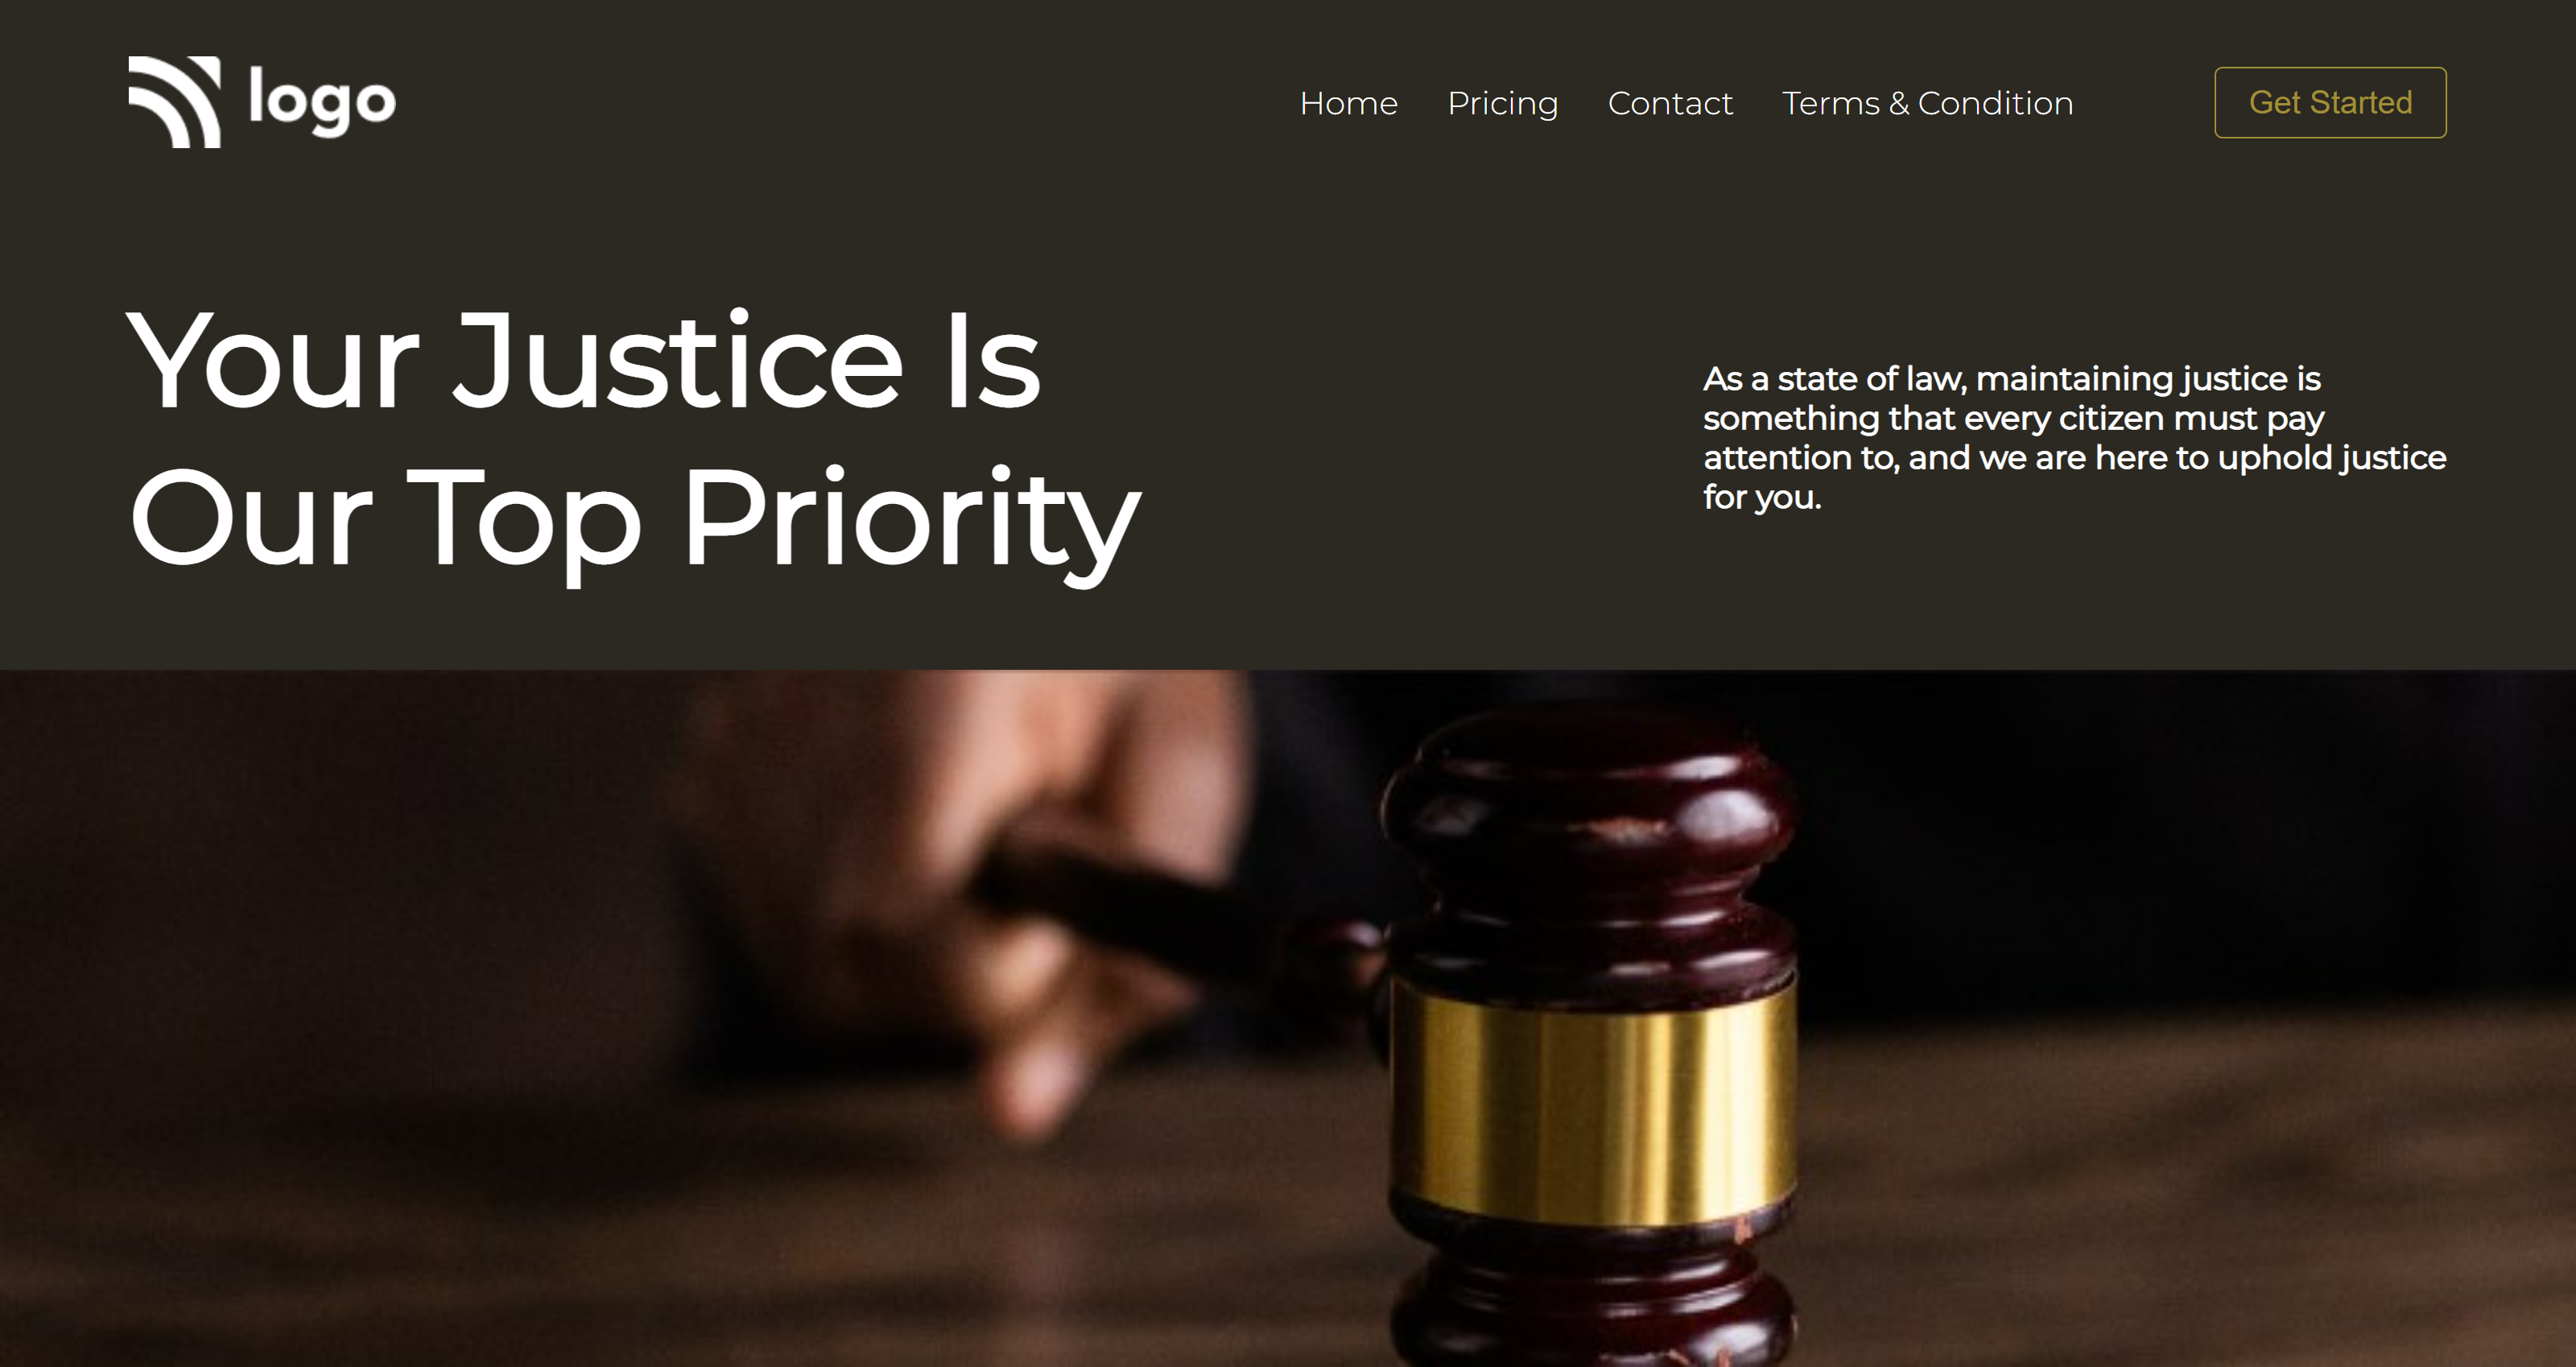 logo
Home Pricing Contact Terms & Condition Get Started
Your Justice Is
Our Top Priority
As a state of law, maintaining justice is
something that every citizen must pay
attention to, and we are here to uphold justice
for you.